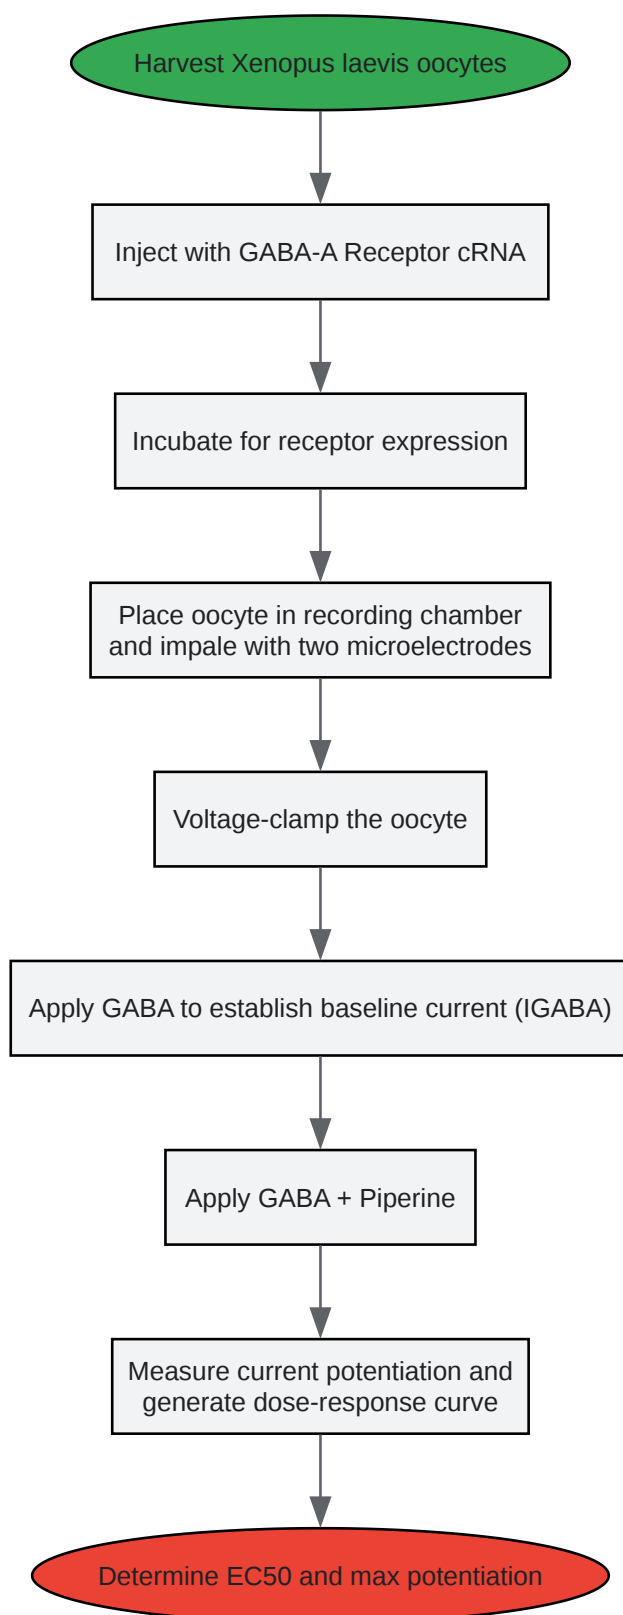 Harvest Xenopus laevis oocytes
Inject with GABA-A Receptor cRNA
Incubate for receptor expression
Place oocyte in recording chamber
and impale with two microelectrodes
Voltage-clamp the oocyte
Apply GABA to establish baseline current (IGABA)
Apply GABA + Piperine
Measure current potentiation and
generate dose-response curve
Determine EC50 and max potentiation